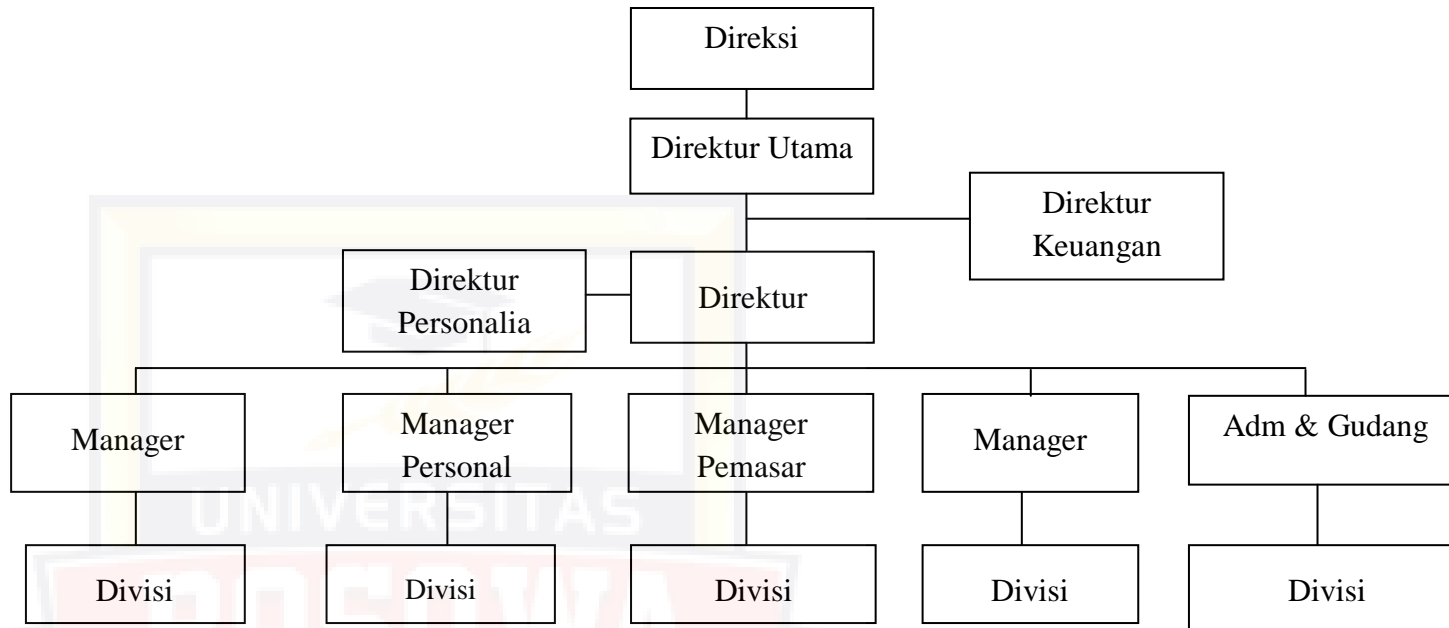 Direksi
Direktur Utama
Direktur
Keuangan
Direktur
Personalia
Direktur
Manager
Manager
Personal
Manager
Pemasar
Manager
Adm & Gudang
UNIVERSITAS
Divisi
Divisi
Divisi
Divisi
Divisi
BOSOWA